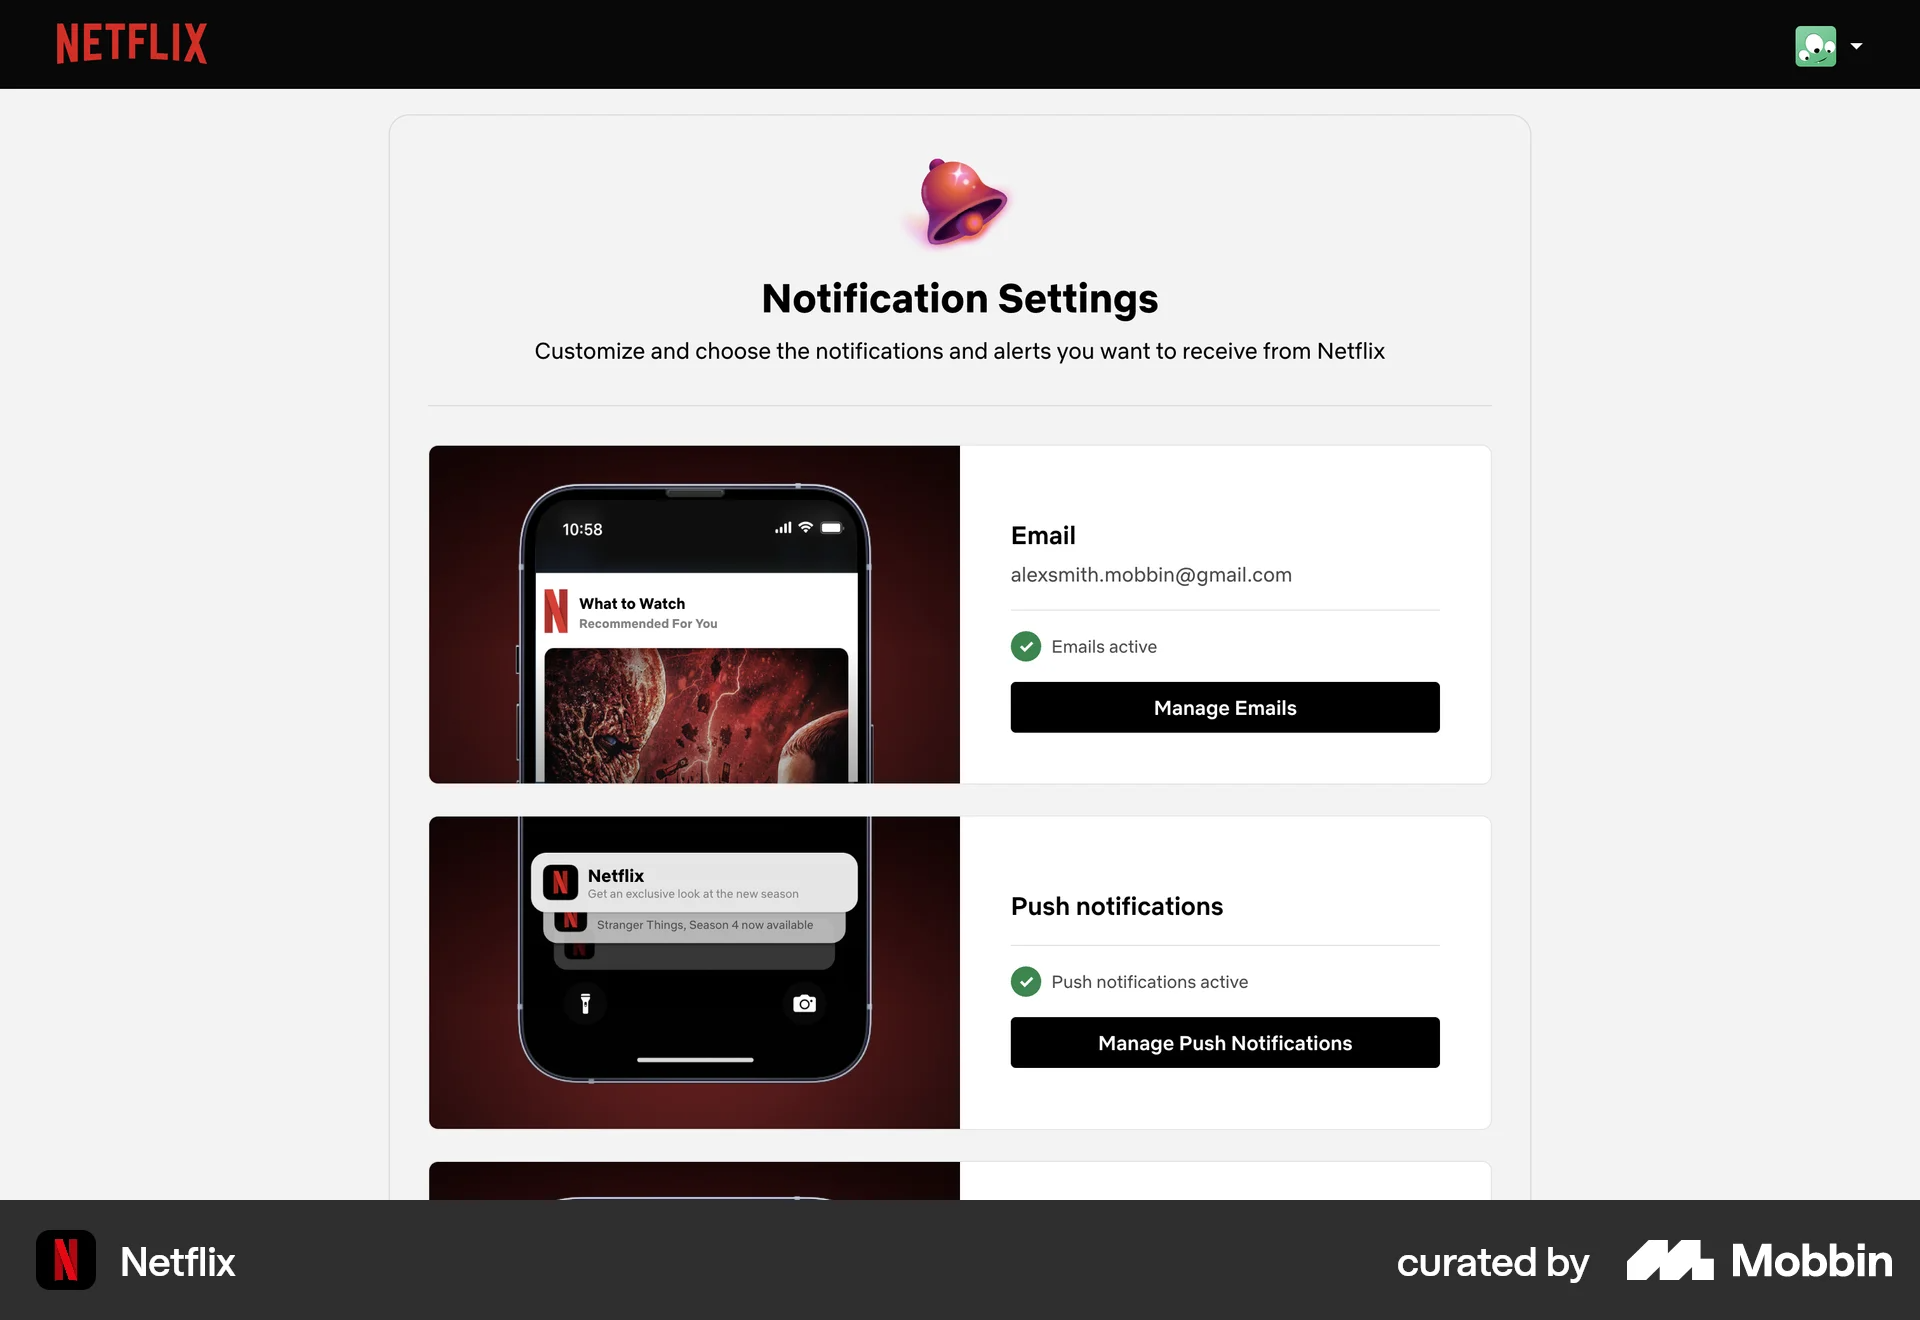 NETFLIX
Notification Settings
Customize and choose the notifications and alerts you want to receive from Netflix
10:58
What to Watch
Recommended For You
Email
alexsmith.mobbin@gmail.com
Emails active
Manage Emails
Netflix
Get an exclusive look at the new season
Stranger Things, Season 4 now available
Push notifications
Push notifications active
Manage Push Notifications
Netflix
curated by Mobbin